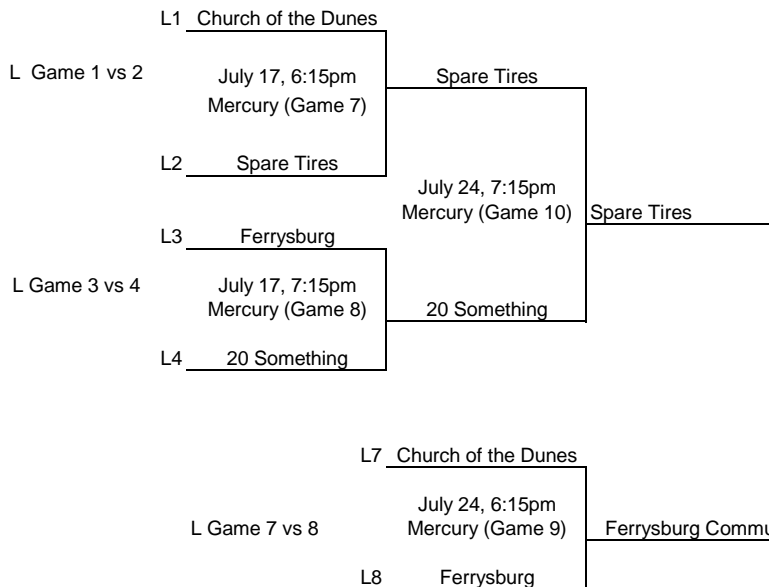 L1 Church of the Dunes
L Game 1 vs 2
July 17, 6:15pm
Mercury (Game 7)
Spare Tires
L2 Spare Tires
July 24, 7:15pm
Mercury (Game 10)
Spare Tires
L3 Ferrysburg
L Game 3 vs 4
July 17, 7:15pm
Mercury (Game 8)
20 Something
L4 20 Something
L7 Church of the Dunes
L Game 7 vs 8
July 24, 6:15pm
Mercury (Game 9)
Ferrysburg Commu
L8 Ferrysburg